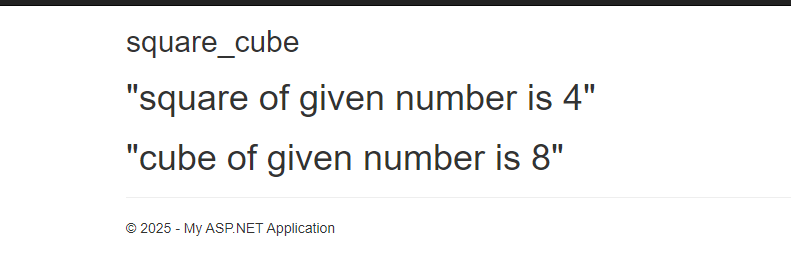 square_cube
"square of given number is 4"
"cube of given number is 8"
© 2025 - My ASP.NET Application